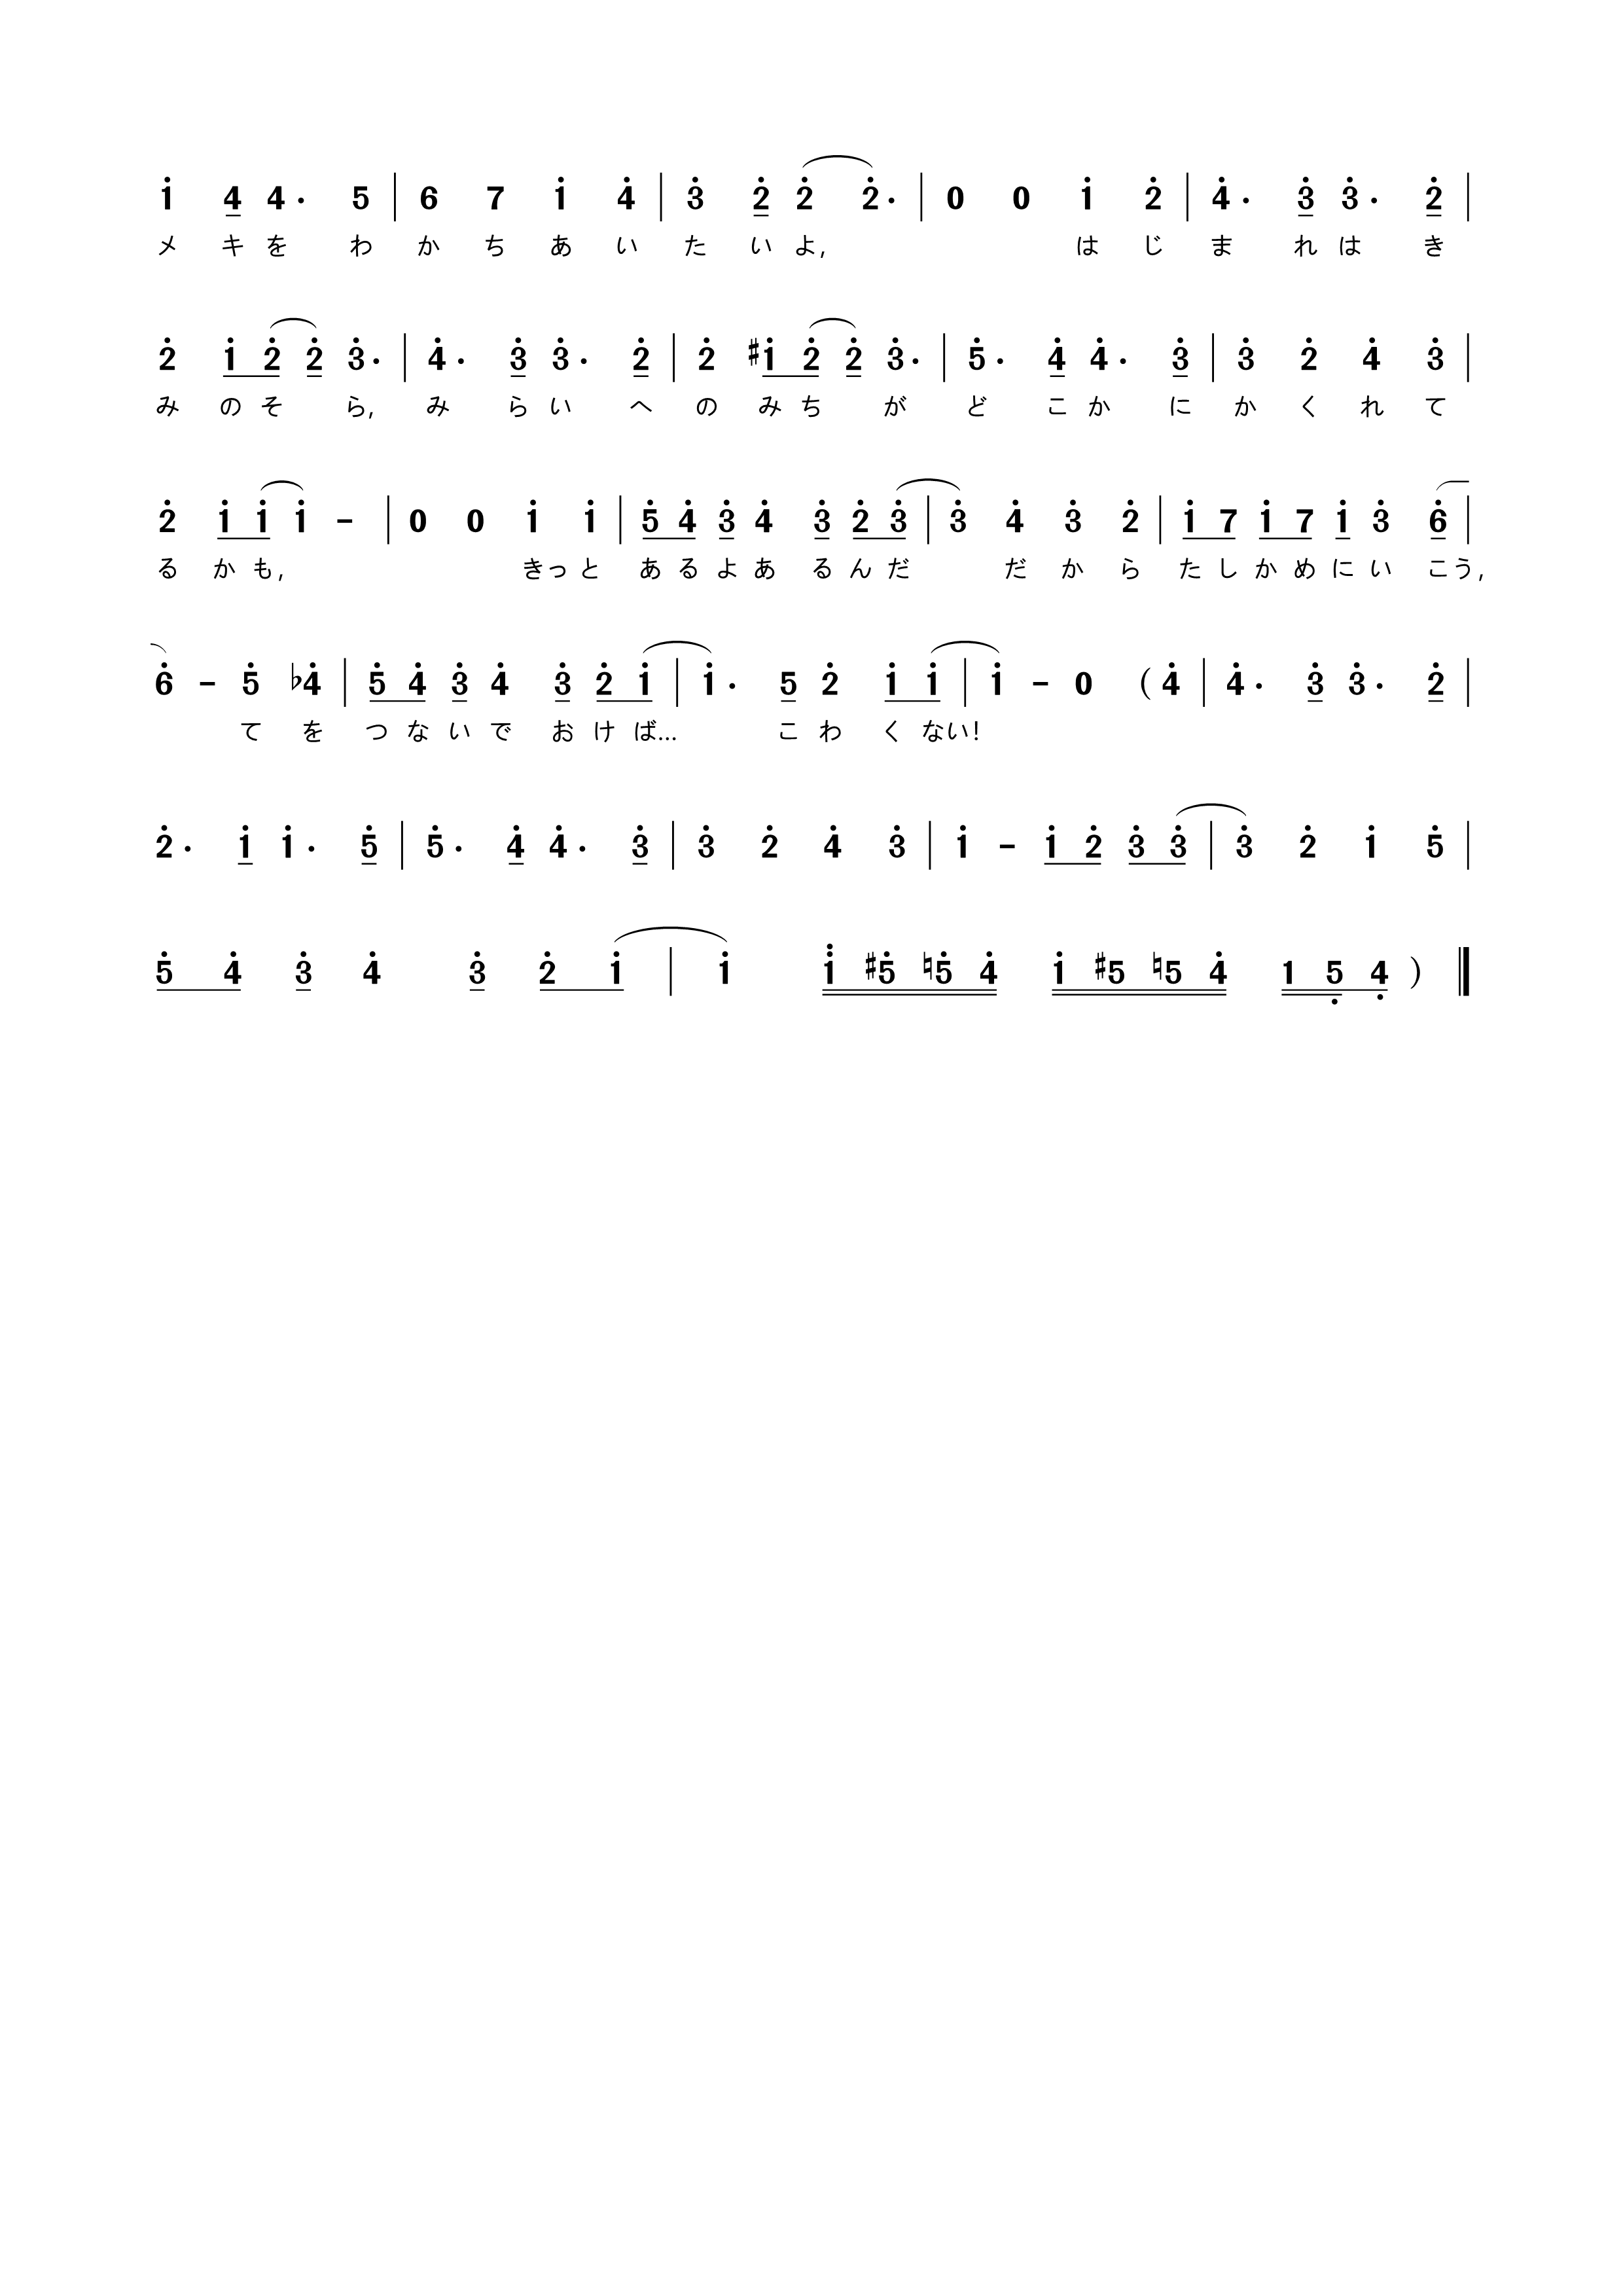 1 4 4· 5 | 6 7 1 4 | 3 2 2 2· | 0 0 1 2 | 4· 3 3· 2 |
メ キ を わ か ち あ い た い よ, は じ ま れ は き
2 1 2 2 3· | 4· 3 3· 2 | 2 #1 2 2 3· | 5· 4 4· 3 | 3 2 4 3 |
み の そ ら, み ら い へ の み ち が ど こ か に か く れ て
2 1 1 1 - | 0 0 1 1 | 5 4 3 4 3 2 3 | 3 4 3 2 | 1 7 1 7 1 3 6 |
る か も, きっ と あ る よ あ る ん だ だ か ら た し か め に い こう,
6 - 5 ♭4 | 5 4 3 4 3 2 1 | 1· 5 2 1 1 | 1 - 0 ( 4 | 4· 3 3· 2 |
て を つ な い で お け ば… こ わ く ない!
2· 1 1· 5 | 5· 4 4· 3 | 3 2 4 3 | 1 - 1 2 3 3 | 3 2 1 5 |
5 4 3 4 3 2 1 | 1 1 #5 ♮5 4 1 #5 ♮5 4 1 5 4 )